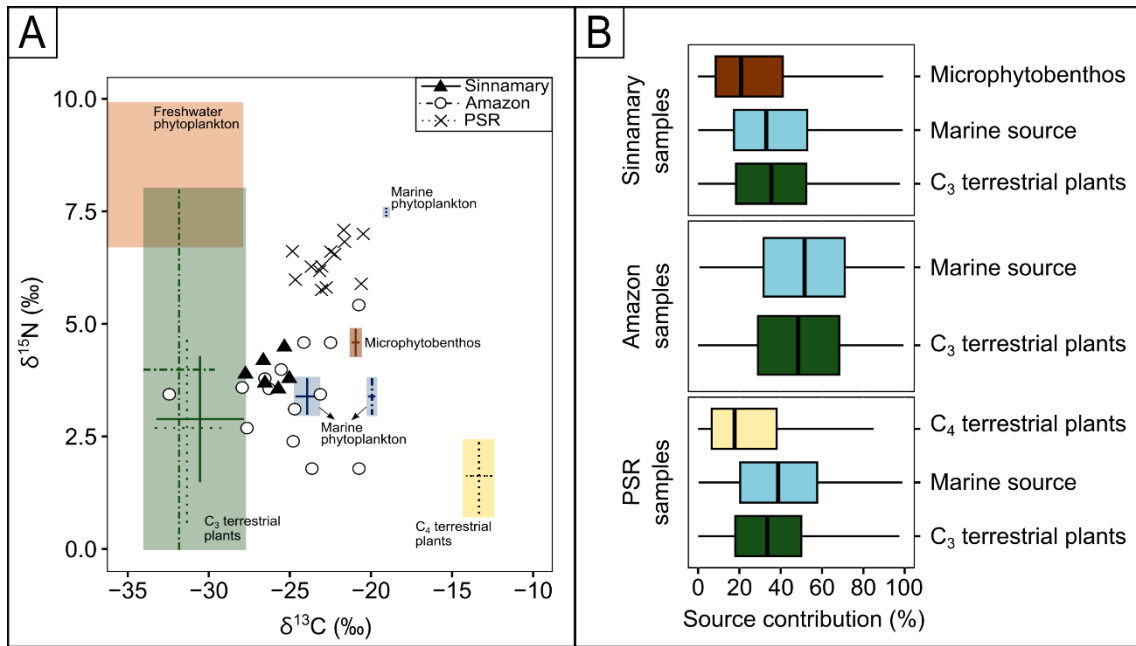 A
Sinnamary
Amazon
PSR
Freshwater
phytoplankton
Marine
phytoplankton
Microphytobenthos
Marine
phytoplankton
C₃ terrestrial
plants
C₄ terrestrial
plants
10.0
7.5
5.0
2.5
0.0
δ¹⁵N (‰)
−35 −30 −25 −20 −15 −10
δ¹³C (‰)
B
Sinnamary
samples
Microphytobenthos
Marine source
C₃ terrestrial plants
Amazon
samples
Marine source
C₃ terrestrial plants
PSR
samples
C₄ terrestrial plants
Marine source
C₃ terrestrial plants
0 20 40 60 80 100
Source contribution (%)